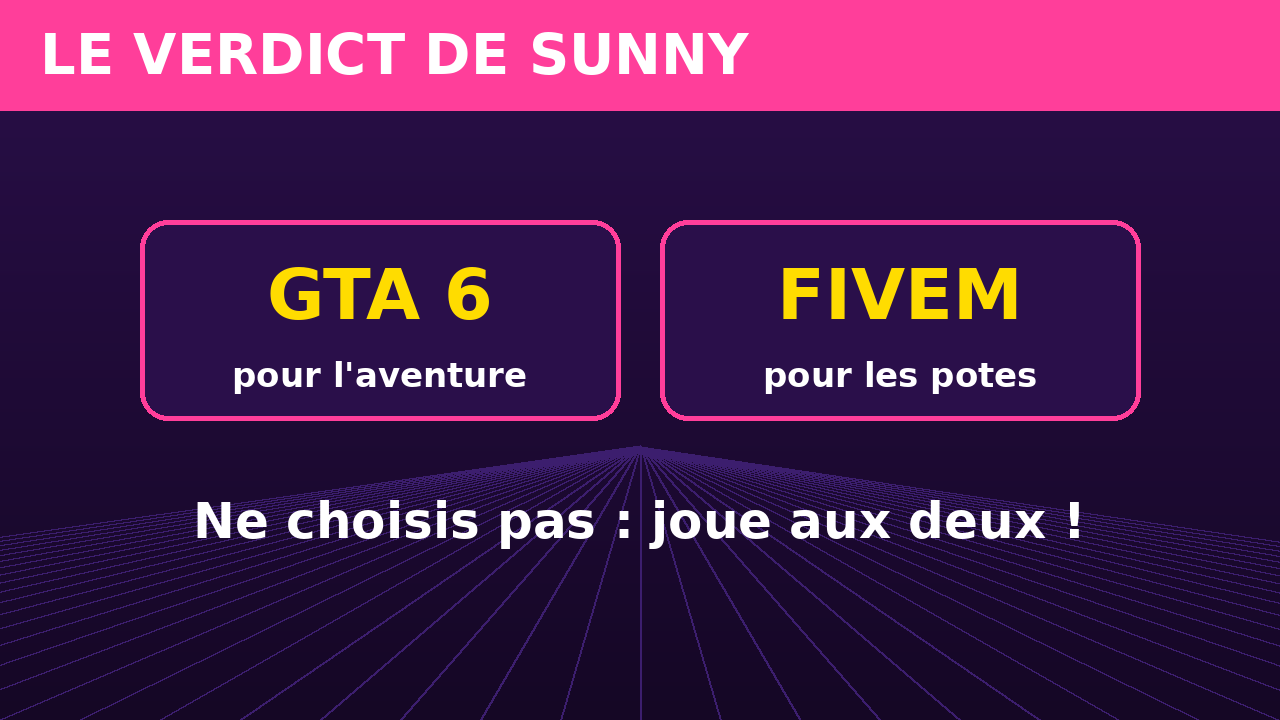 LE VERDICT DE SUNNY
GTA 6
pour l'aventure
FIVEM
pour les potes
Ne choisis pas : joue aux deux !